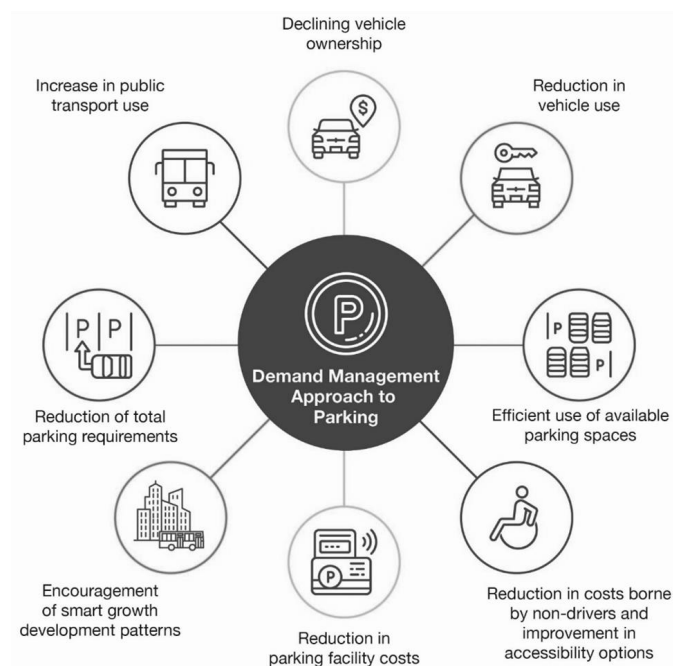 Declining vehicle
ownership
Increase in public
transport use
Reduction in
vehicle use
$
P
Demand Management
Approach to
Parking
P P
Reduction of total
parking requirements
P
P
Efficient use of available
parking spaces
Encouragement
of smart growth
development patterns
P
Reduction in
parking facility costs
Reduction in costs borne
by non-drivers and
improvement in
accessibility options